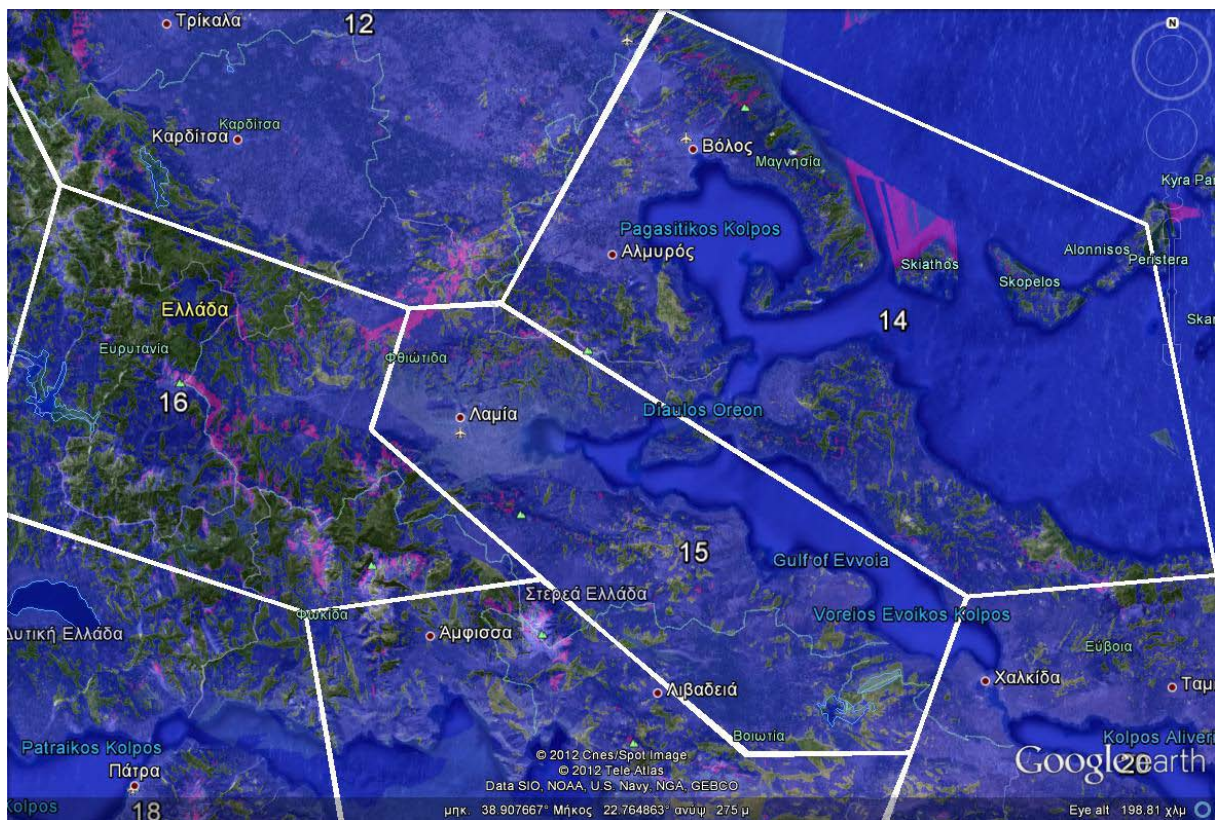 Τρίκαλα
12
N
Καρδίτσα
Καρδίτσα
Βόλος
Μαγνησία
Pagasitikos Kolpos
Αλμυρός
Skiathos
Skopelos
Alonnisos
Peristera
Kyra Pan
Skan
14
Ελλάδα
Ευρυτανία
Φθιώτιδα
16
Λαμία
Diaulos Oreon
15
Gulf of Evvoia
Στερεά Ελλάδα
Voreios Evoikos Kolpos
Φωκίδα
Δυτική Ελλάδα
Άμφισσα
Εύβοια
Λιβαδειά
Χαλκίδα
Ταμ
Βοιωτία
Patraikos Kolpos
Πάτρα
Kolpos
18
Kolpos Aliveri
20
© 2012 Cnes/Spot Image
© 2012 Tele Atlas
Data SIO, NOAA, U.S. Navy, NGA, GEBCO
Google earth
μηκ. 38.907667° Μήκος 22.764863° ανύψ 275 μ
Eye alt 198.81 χλμ